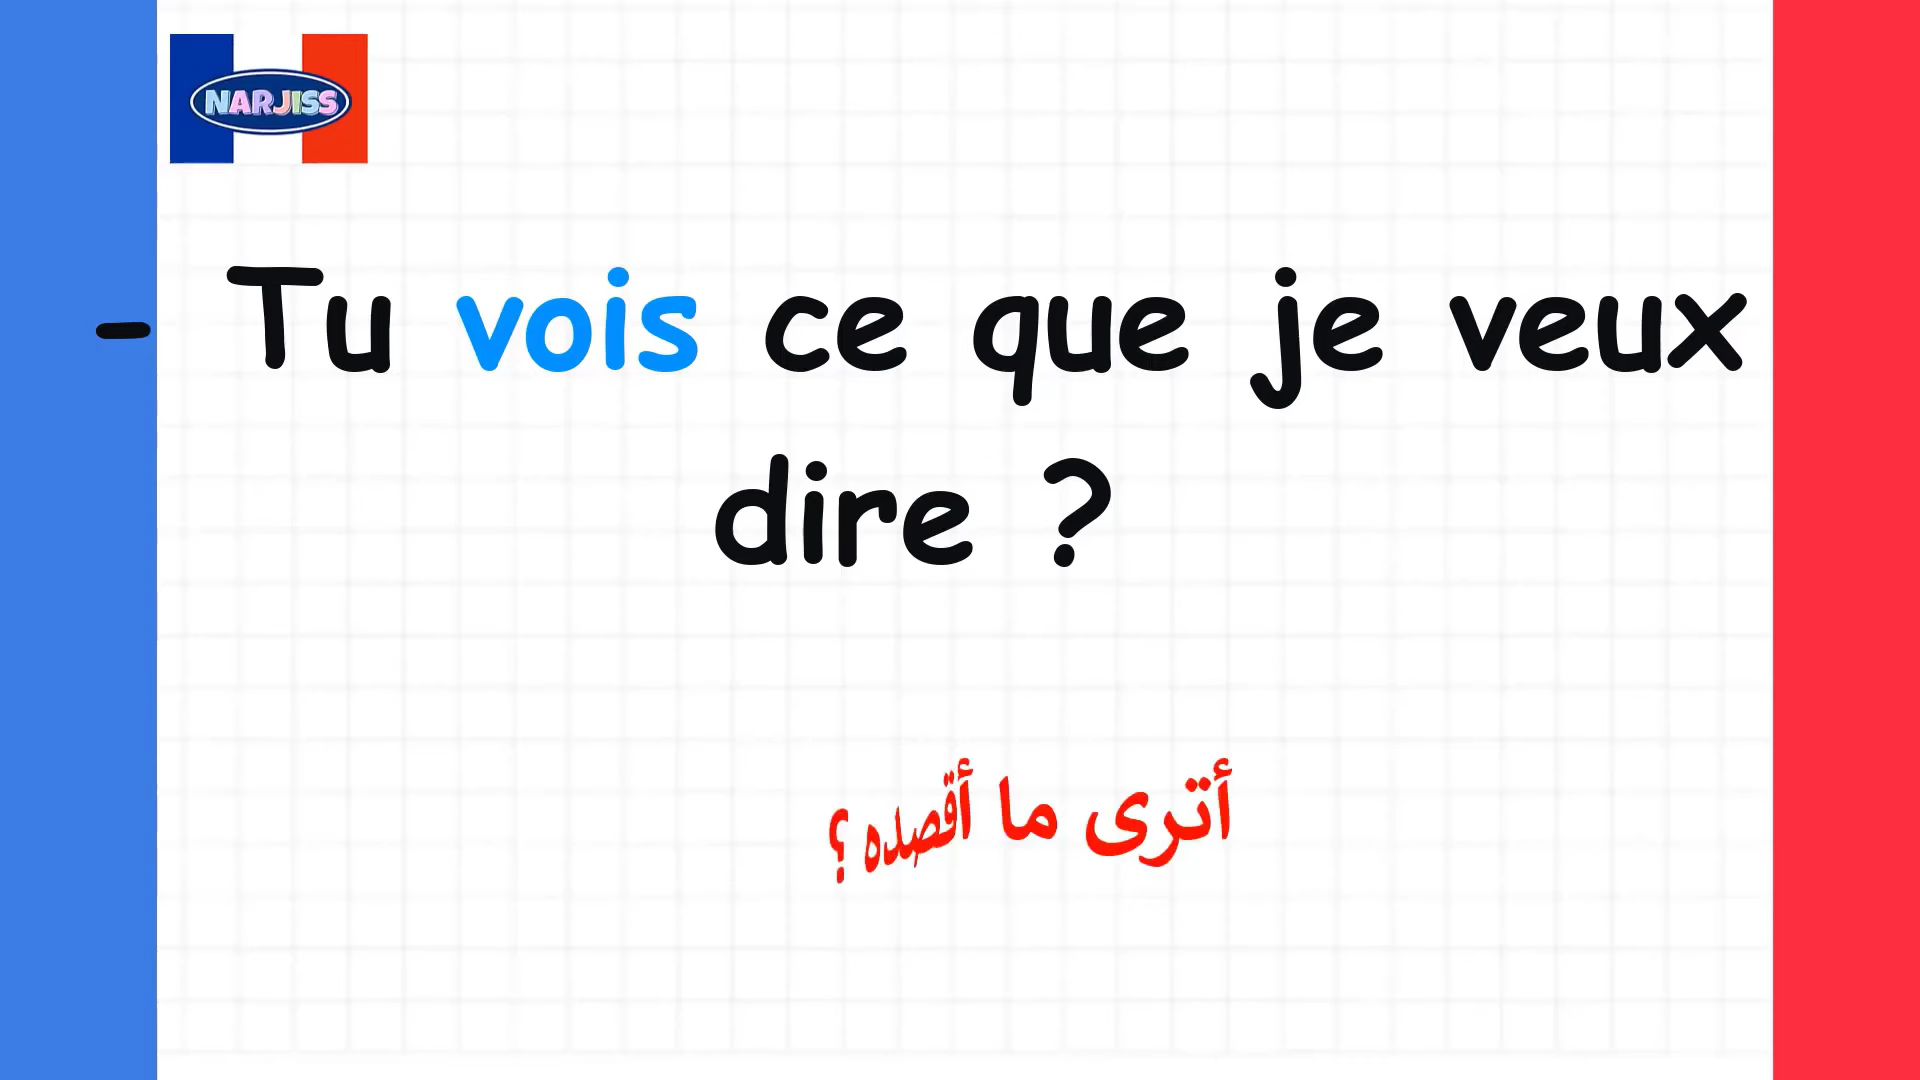 NARJISS
- Tu vois ce que je veux
dire ?
أترى ما أقصده ؟